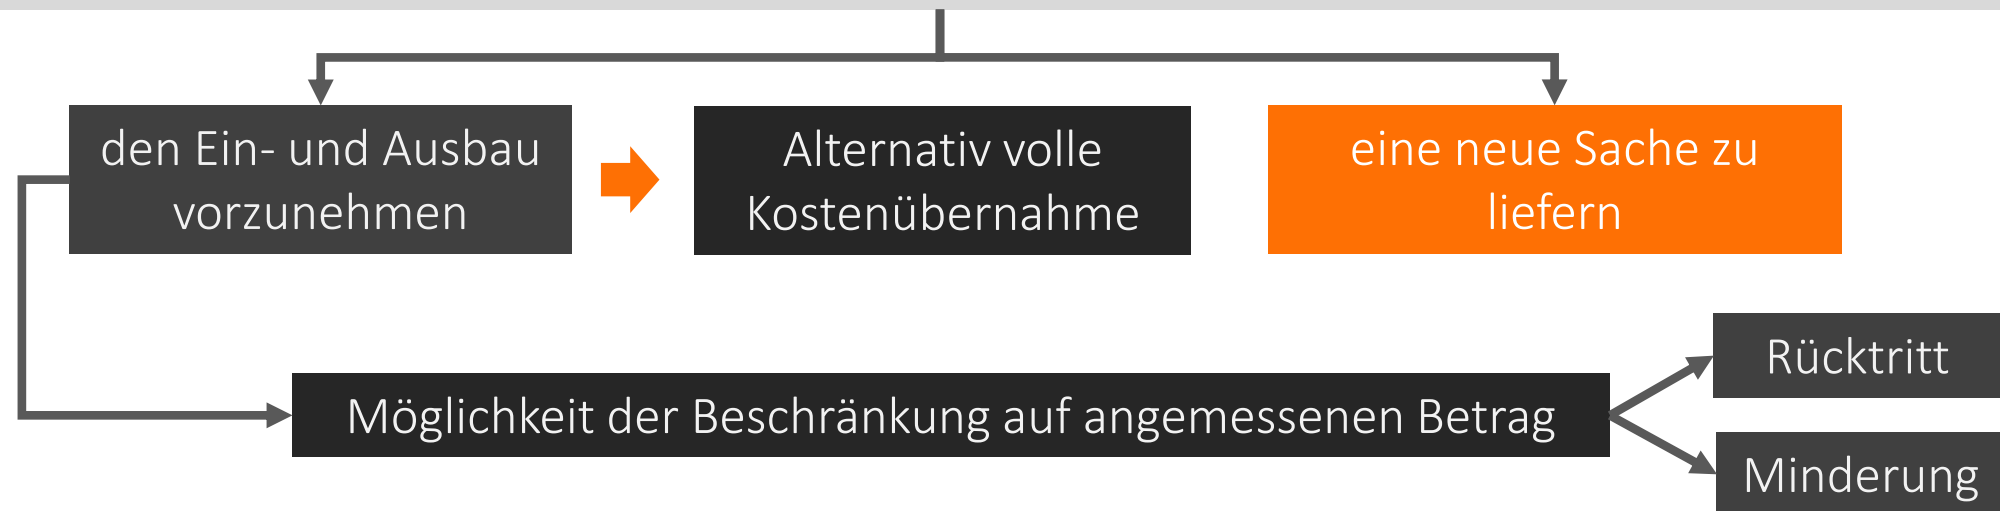 den Ein- und Ausbau
vorzunehmen
Alternativ volle
Kostenübernahme
eine neue Sache zu
liefern
Möglichkeit der Beschränkung auf angemessenen Betrag
Rücktritt
Minderung